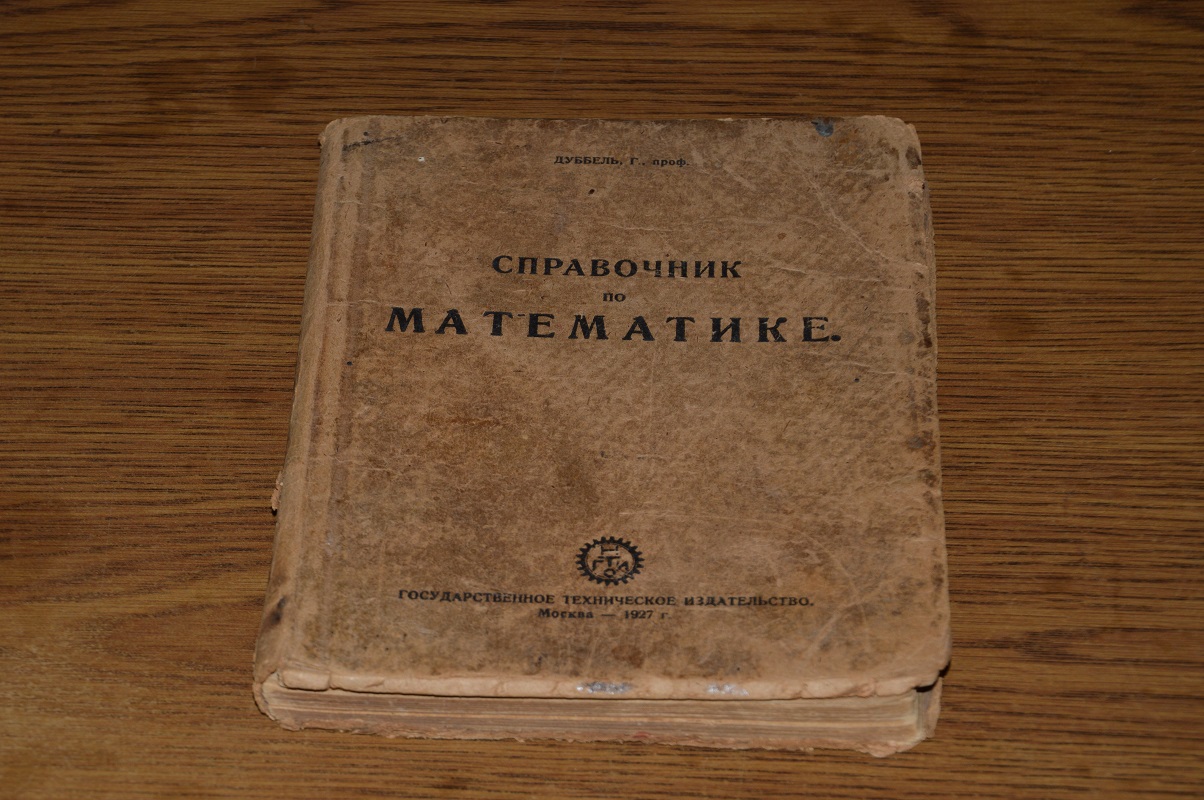 ДУББЕЛЬ, Г., проф.
СПРАВОЧНИК
ПО
МАТЕМАТИКЕ.
ГОСУДАРСТВЕННОЕ ТЕХНИЧЕСКОЕ ИЗДАТЕЛЬСТВО.
Москва — 1927 г.